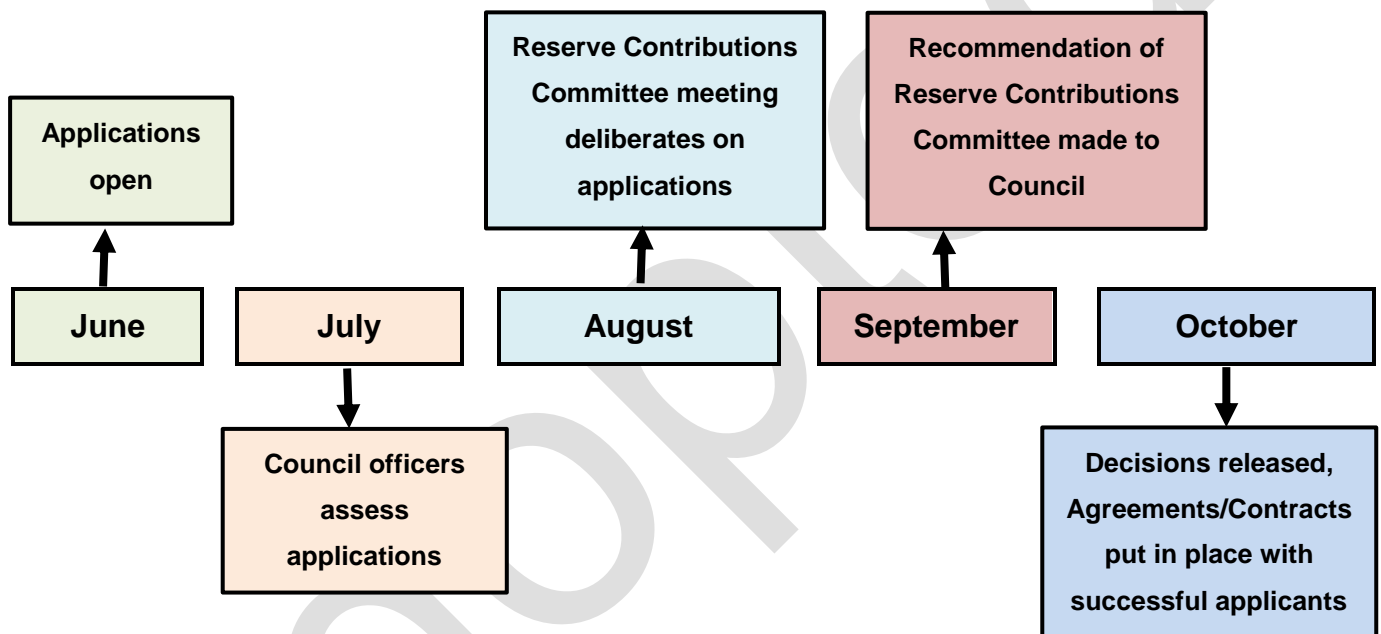 Applications
open
Reserve Contributions
Committee meeting
deliberates on
applications
Recommendation of
Reserve Contributions
Committee made to
Council
June
July
August
September
October
Council officers
assess
applications
Decisions released,
Agreements/Contracts
put in place with
successful applicants